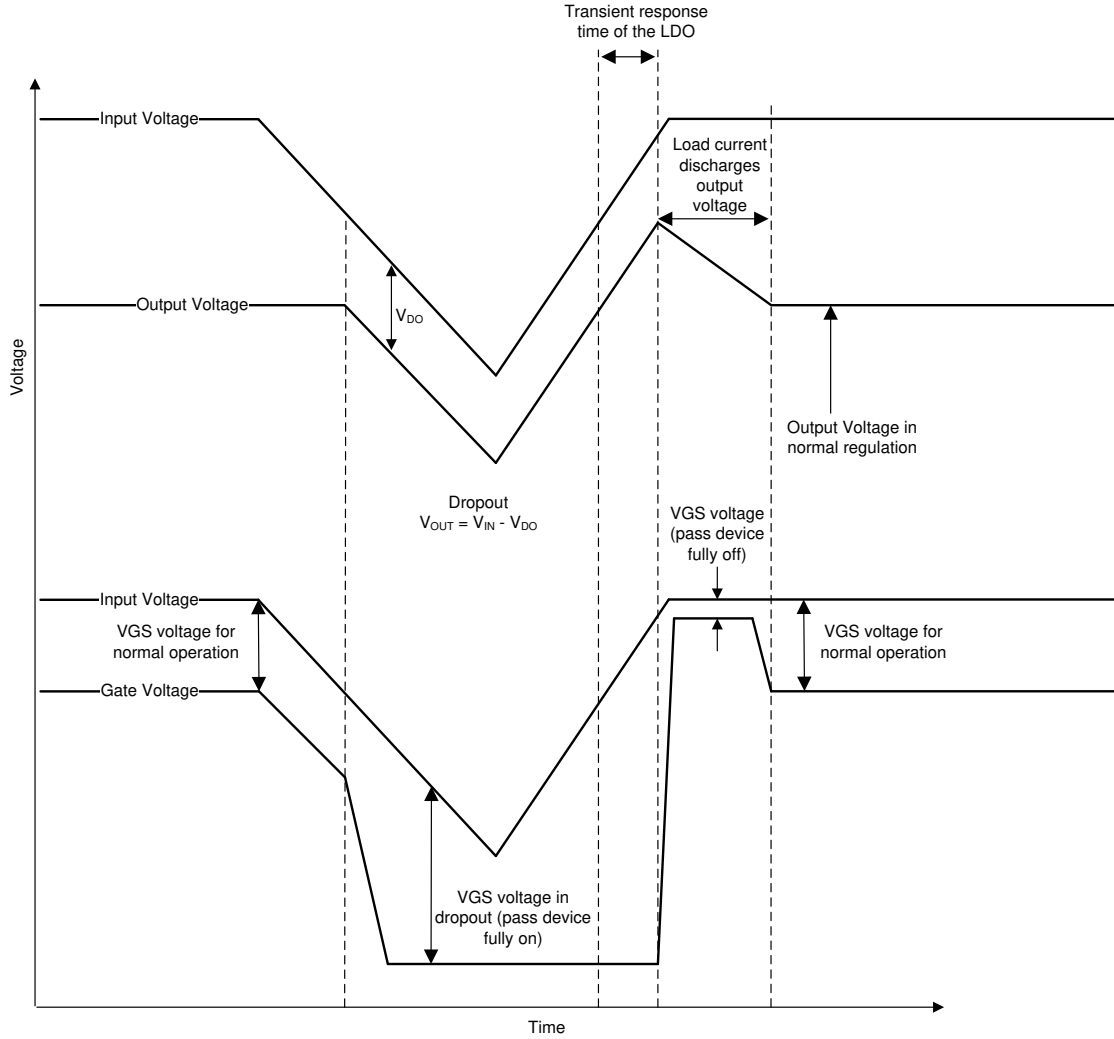 Transient response
time of the LDO
Input Voltage
Load current
discharges
output
voltage
Output Voltage
VDO
Voltage
Output Voltage in
normal regulation
Dropout
VOUT = VIN - VDO
VGS voltage
(pass device
fully off)
Input Voltage
VGS voltage for
normal operation
VGS voltage for
normal operation
Gate Voltage
VGS voltage in
dropout (pass device
fully on)
Time